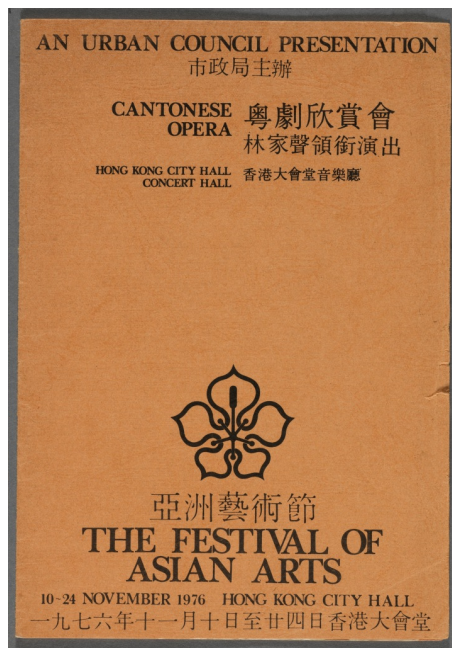 AN URBAN COUNCIL PRESENTATION
市政局主辦
CANTONESE
OPERA
粤劇欣賞會
林家聲領銜演出
HONG KONG CITY HALL
CONCERT HALL
香港大會堂音樂廳
亞洲藝術節
THE FESTIVAL OF
ASIAN ARTS
10-24 NOVEMBER 1976 HONG KONG CITY HALL
一九七六年十一月十日至廿四日香港大會堂